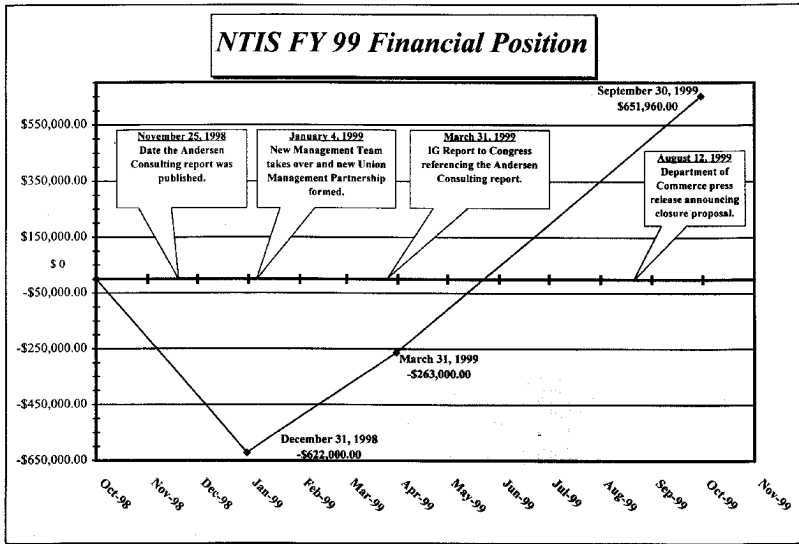 NTIS FY 99 Financial Position
September 30, 1999
$651,960.00
$550,000.00
$350,000.00
$150,000.00
$ 0
-$50,000.00
-$250,000.00
-$450,000.00
-$650,000.00
November 25, 1998
Date the Andersen
Consulting report was
published.
January 4, 1999
New Management Team
takes over and new Union
Management Partnership
formed.
March 31, 1999
IG Report to Congress
referencing the Andersen
Consulting report.
August 12, 1999
Department of
Commerce press
release announcing
closure proposal.
March 31, 1999
-$263,000.00
December 31, 1998
-$622,000.00
Oct-98
Nov-98
Dec-98
Jan-99
Feb-99
Mar-99
Apr-99
May-99
Jun-99
Jul-99
Aug-99
Sep-99
Oct-99
Nov-99